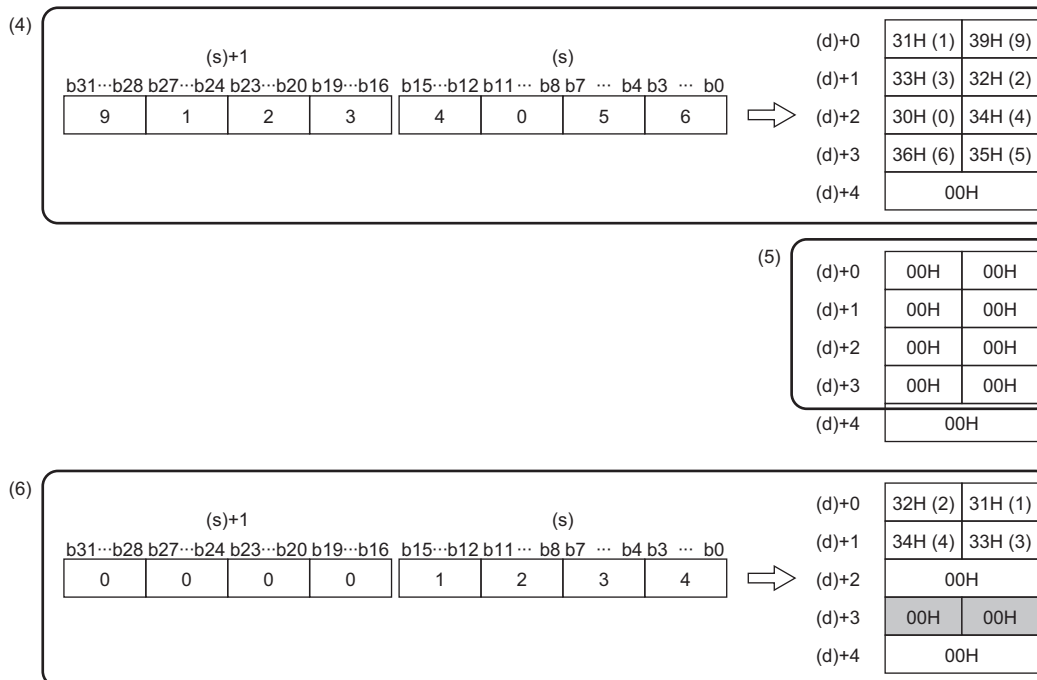 (4)
(s)+1 (s)
b31···b28 b27···b24 b23···b20 b19···b16 b15···b12 b11 ··· b8 b7 ··· b4 b3 ··· b0
9 1 2 3 4 0 5 6
(d)+0 31H (1) 39H (9)
(d)+1 33H (3) 32H (2)
(d)+2 30H (0) 34H (4)
(d)+3 36H (6) 35H (5)
(d)+4 00H
(5)
(d)+0 00H 00H
(d)+1 00H 00H
(d)+2 00H 00H
(d)+3 00H 00H
(d)+4 00H
(6)
(s)+1 (s)
b31···b28 b27···b24 b23···b20 b19···b16 b15···b12 b11 ··· b8 b7 ··· b4 b3 ··· b0
0 0 0 0 1 2 3 4
(d)+0 32H (2) 31H (1)
(d)+1 34H (4) 33H (3)
(d)+2 00H
(d)+3 00H 00H
(d)+4 00H